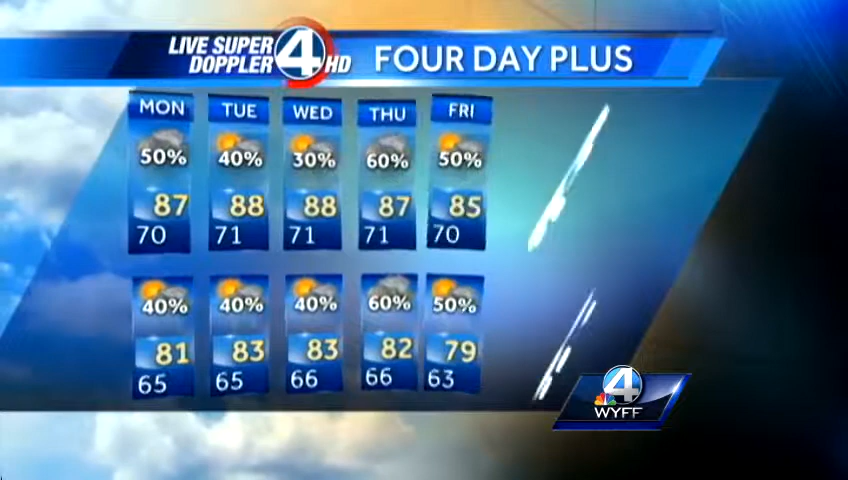 LIVE SUPER DOPPLER 4 HD
FOUR DAY PLUS
MON TUE WED THU FRI
50% 40% 30% 60% 50%
87 88 88 87 85
70 71 71 71 70
40% 40% 40% 60% 50%
81 83 83 82 79
65 65 66 66 63
4
WYFF